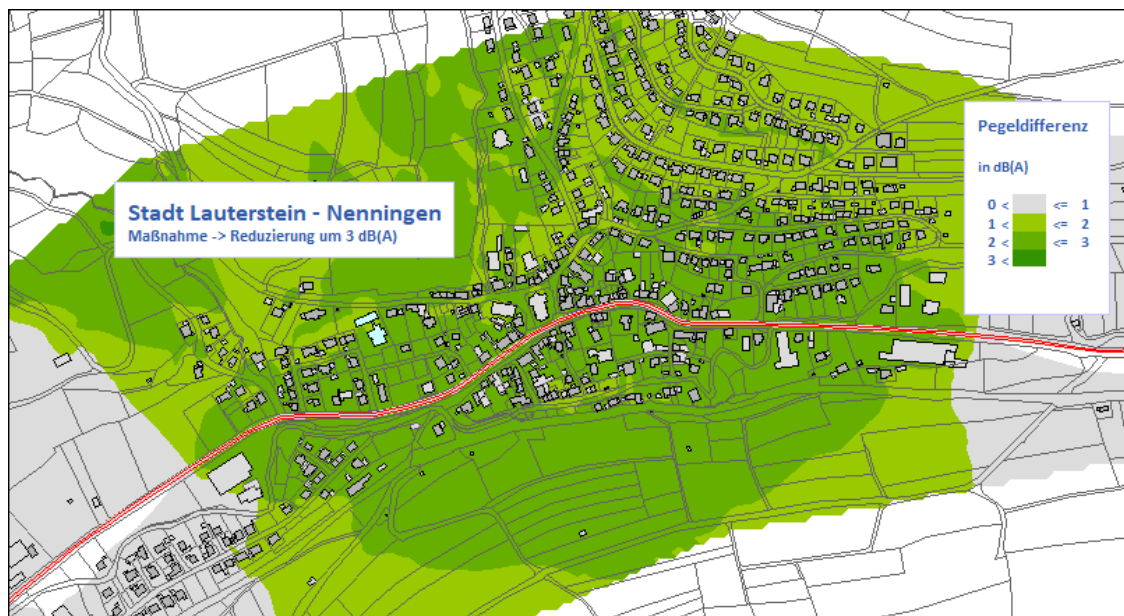 Stadt Lauterstein - Nenningen
Maßnahme -> Reduzierung um 3 dB(A)
Pegeldifferenz
in dB(A)
0 < <= 1
1 < <= 2
2 < <= 3
3 <